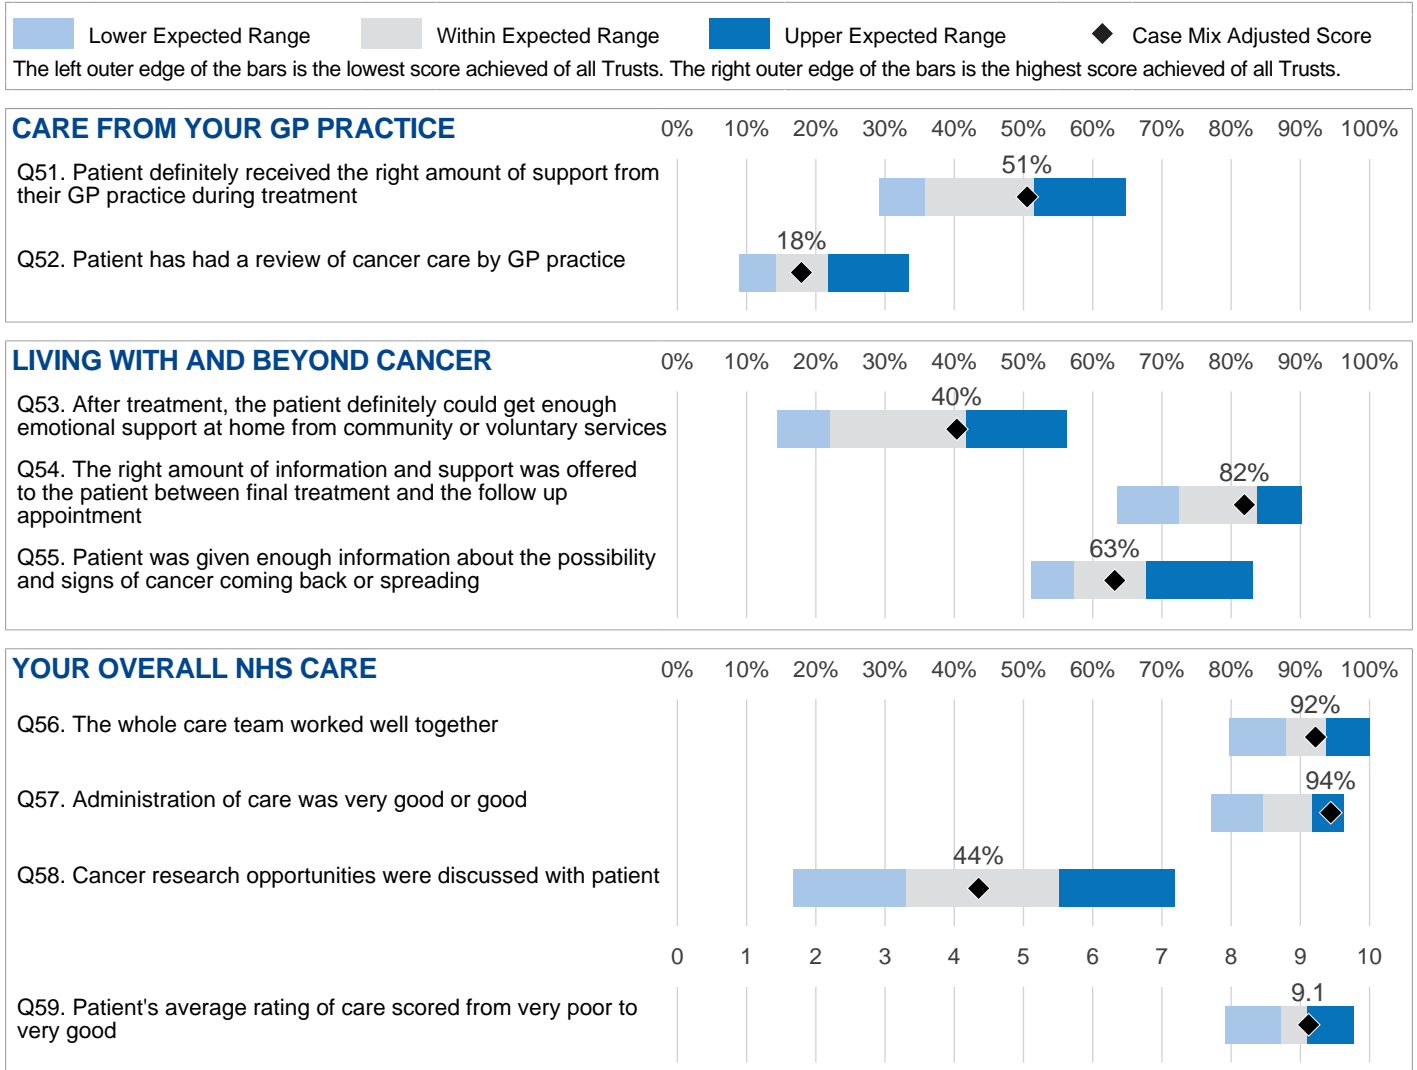 Lower Expected Range Within Expected Range Upper Expected Range Case Mix Adjusted Score
The left outer edge of the bars is the lowest score achieved of all Trusts. The right outer edge of the bars is the highest score achieved of all Trusts.
CARE FROM YOUR GP PRACTICE 0% 10% 20% 30% 40% 50% 60% 70% 80% 90% 100%
51%
Q51. Patient definitely received the right amount of support from
their GP practice during treatment
18%
Q52. Patient has had a review of cancer care by GP practice
LIVING WITH AND BEYOND CANCER 0% 10% 20% 30% 40% 50% 60% 70% 80% 90% 100%
40%
Q53. After treatment, the patient definitely could get enough
emotional support at home from community or voluntary services
82%
Q54. The right amount of information and support was offered
to the patient between final treatment and the follow up
appointment
63%
Q55. Patient was given enough information about the possibility
and signs of cancer coming back or spreading
YOUR OVERALL NHS CARE 0% 10% 20% 30% 40% 50% 60% 70% 80% 90% 100%
92%
Q56. The whole care team worked well together
94%
Q57. Administration of care was very good or good
44%
Q58. Cancer research opportunities were discussed with patient
0 1 2 3 4 5 6 7 8 9 10
9.1
Q59. Patient's average rating of care scored from very poor to
very good